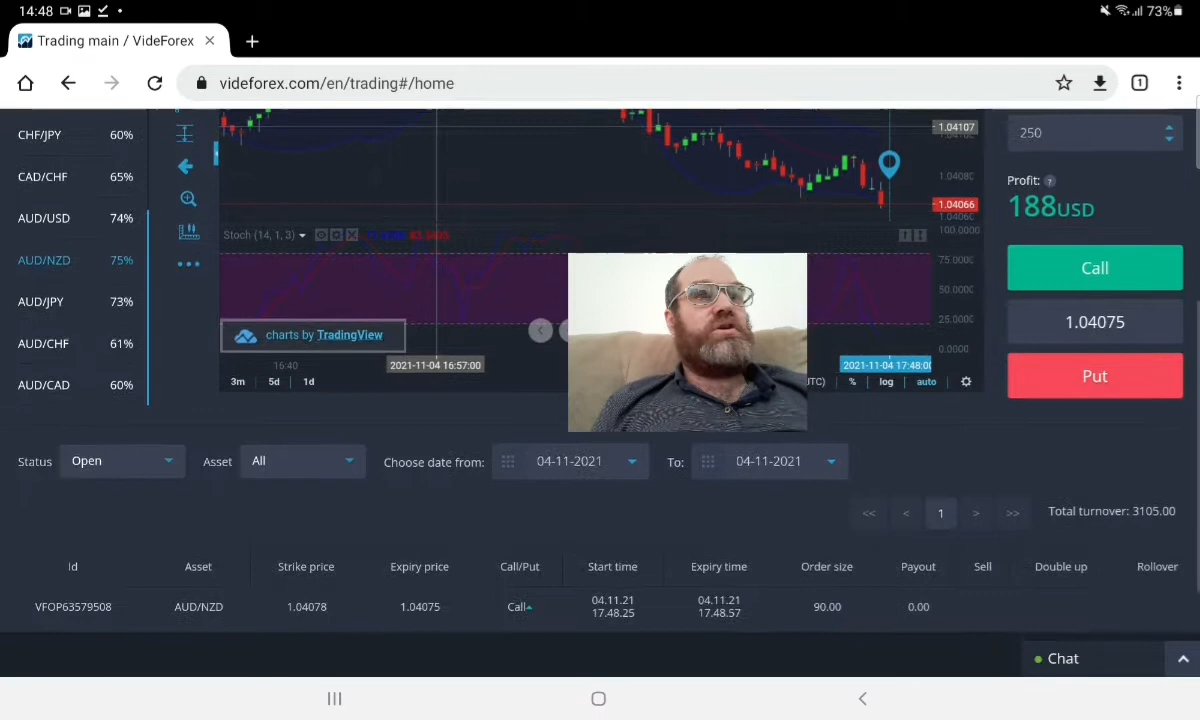 14:48
73%
Trading main / VideForex
videforex.com/en/trading#/home
1
CHF/JPY 60%
CAD/CHF 65%
AUD/USD 74%
AUD/NZD 75%
AUD/JPY 73%
AUD/CHF 61%
AUD/CAD 60%
1.04107
1.04080
1.04066
Stoch (14, 1, 3)
100.0000
75.0000
50.0000
25.0000
0.0000
charts by TradingView
16:40
2021-11-04 16:57:00
2021-11-04 17:48:00
3m 5d 1d
% log auto
250
Profit: ?
188USD
Call
1.04075
Put
Status Open Asset All Choose date from: 04-11-2021 To: 04-11-2021
<< < 1 > >> Total turnover: 3105.00
Id Asset Strike price Expiry price Call/Put Start time Expiry time Order size Payout Sell Double up Rollover
VFOP63579508 AUD/NZD 1.04078 1.04075 Call 04.11.21 17.48.25 04.11.21 17.48.57 90.00 0.00
Chat